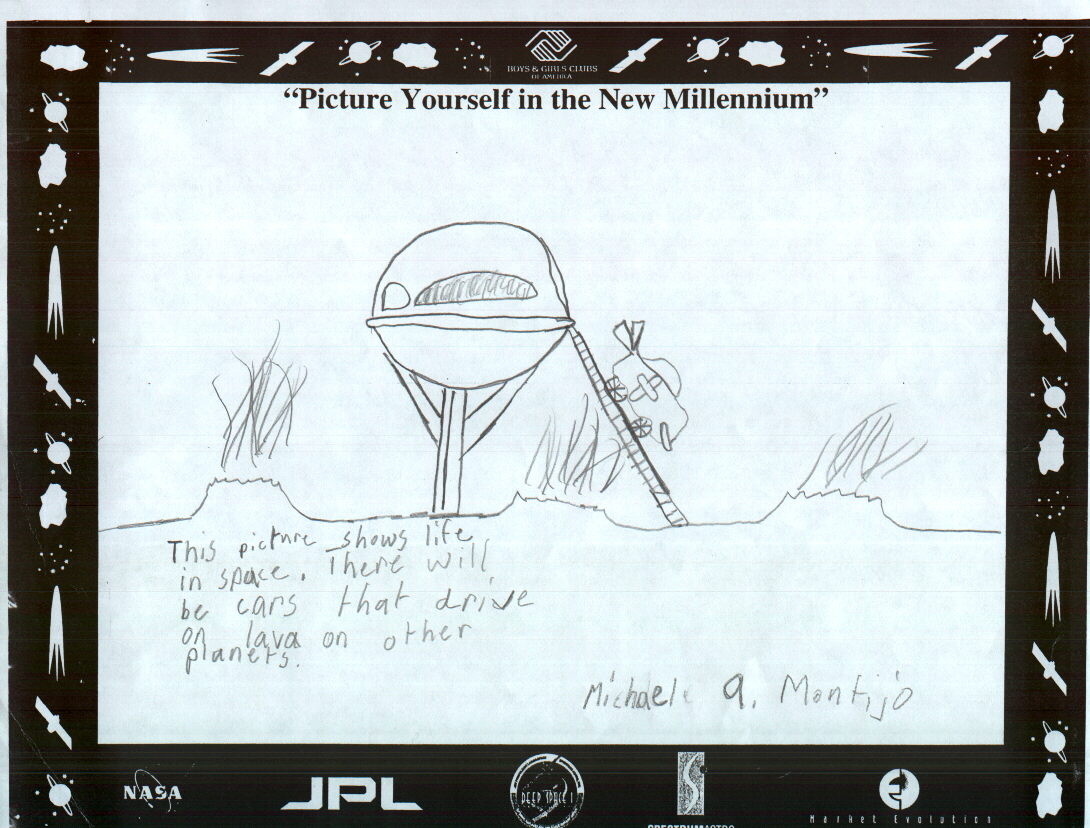 BOYS & GIRLS CLUBS
OF AMERICA
"Picture Yourself in the New Millennium"
This picture shows life
in space. There will
be cars that drive
on lava on other
planets.
Michael a. Montijo
NASA
JPL
DEEP SPACE 1
SPECTRUMASTRO
Market Evolution